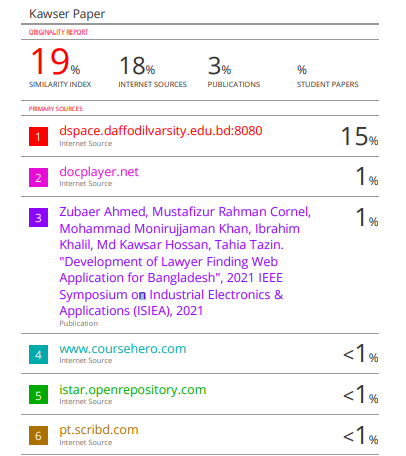 Kawser Paper
ORIGINALITY REPORT
19% 18% 3% %
SIMILARITY INDEX INTERNET SOURCES PUBLICATIONS STUDENT PAPERS
PRIMARY SOURCES
1 dspace.daffodilvarsity.edu.bd:8080 15%
Internet Source
2 docplayer.net 1%
Internet Source
3 Zubaer Ahmed, Mustafizur Rahman Cornel, 1%
Mohammad Monirujjaman Khan, Ibrahim
Khalil, Md Kawsar Hossan, Tahia Tazin.
"Development of Lawyer Finding Web
Application for Bangladesh", 2021 IEEE
Symposium on Industrial Electronics &
Applications (ISIEA), 2021
Publication
4 www.coursehero.com <1%
Internet Source
5 istar.openrepository.com <1%
Internet Source
6 pt.scribd.com <1%
Internet Source